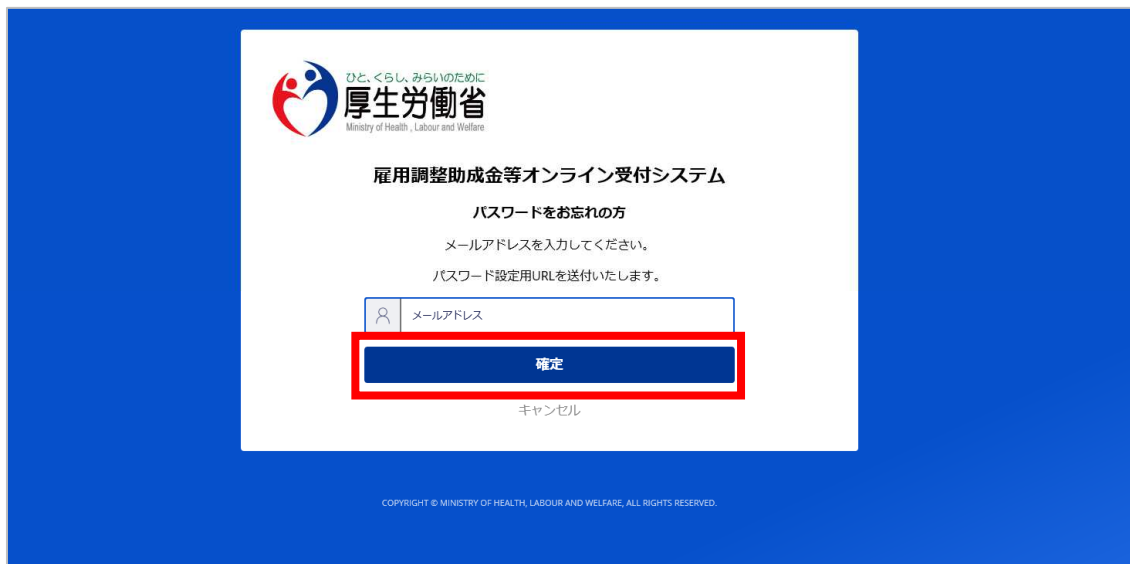 ひと、くらし、みらいのために
厚生労働省
Ministry of Health , Labour and Welfare
雇用調整助成金等オンライン受付システム
パスワードをお忘れの方
メールアドレスを入力してください。
パスワード設定用URLを送付いたします。
メールアドレス
確定
キャンセル
COPYRIGHT © MINISTRY OF HEALTH, LABOUR AND WELFARE, ALL RIGHTS RESERVED.